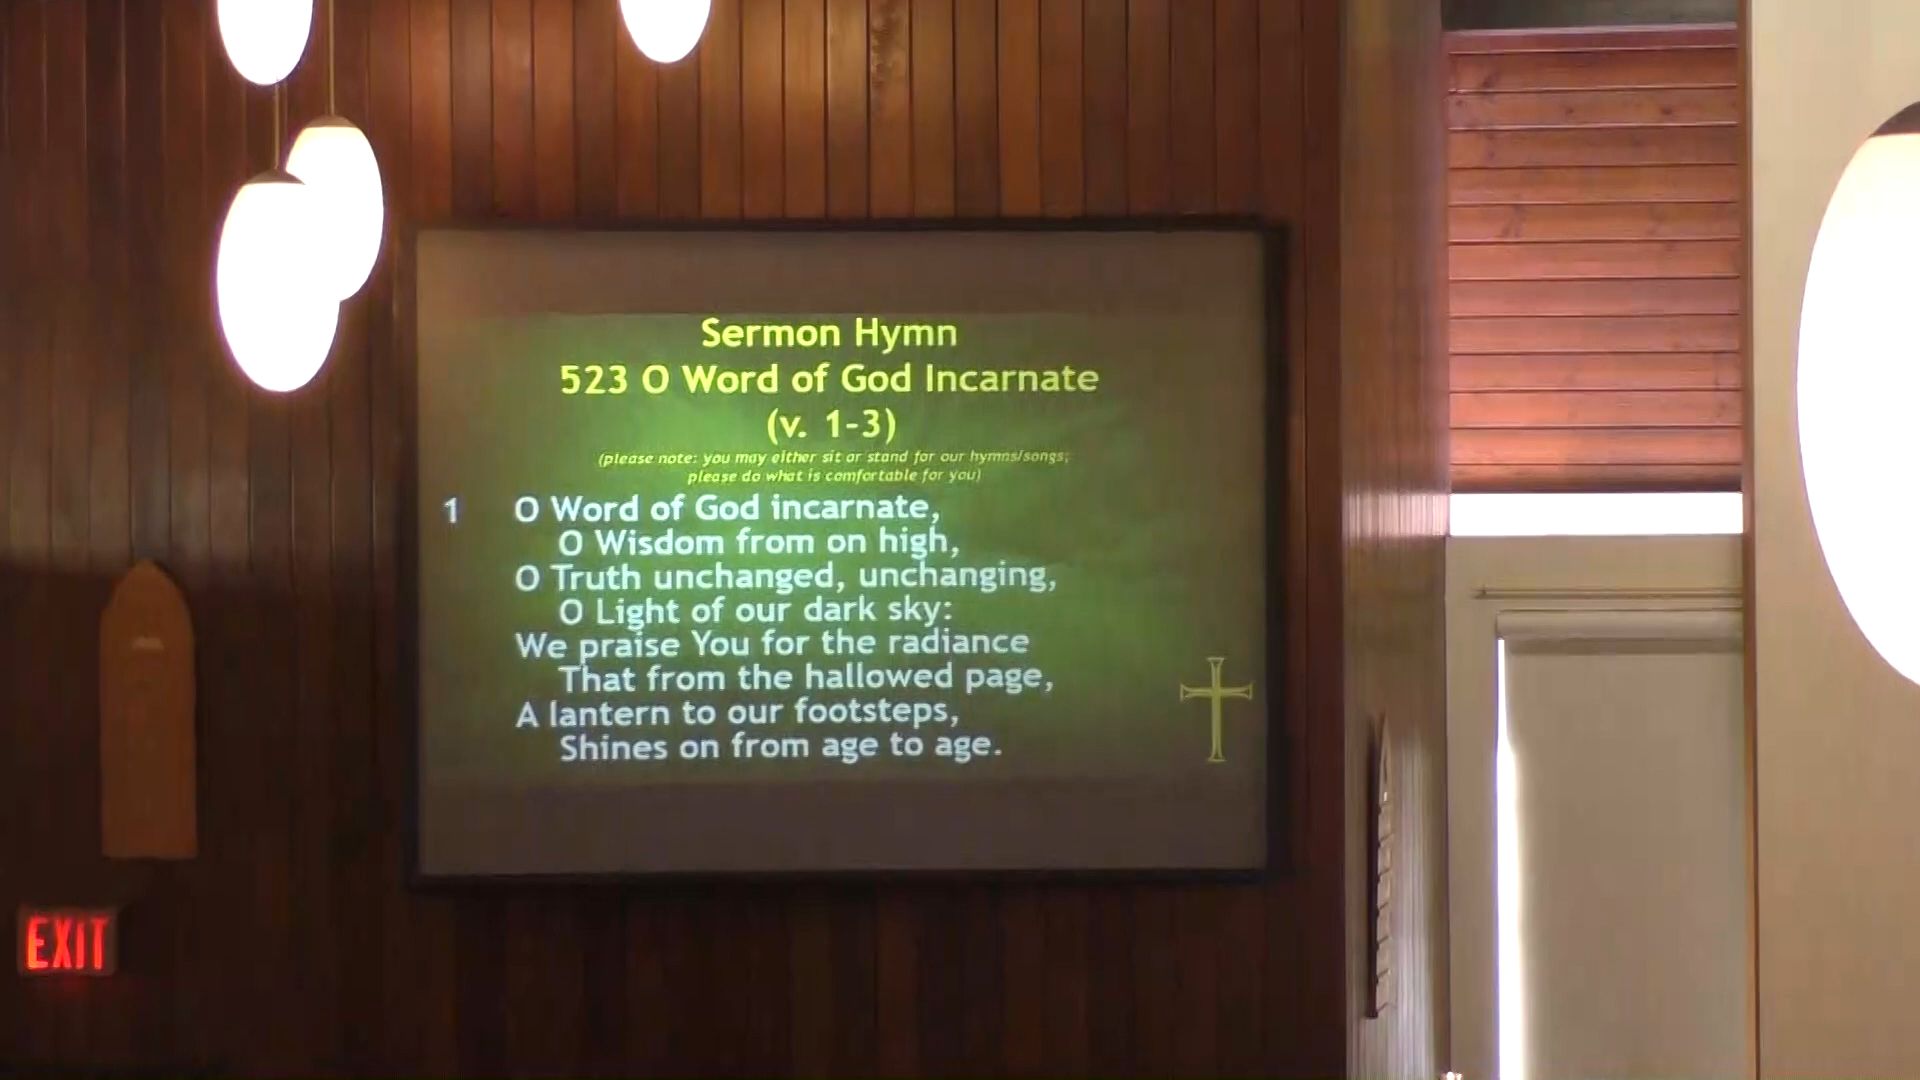 Sermon Hymn
523 O Word of God Incarnate
(v. 1-3)
(please note: you may either sit or stand for our hymns/songs;
please do what is comfortable for you)
1 O Word of God incarnate,
O Wisdom from on high,
O Truth unchanged, unchanging,
O Light of our dark sky:
We praise You for the radiance
That from the hallowed page,
A lantern to our footsteps,
Shines on from age to age.
EXIT